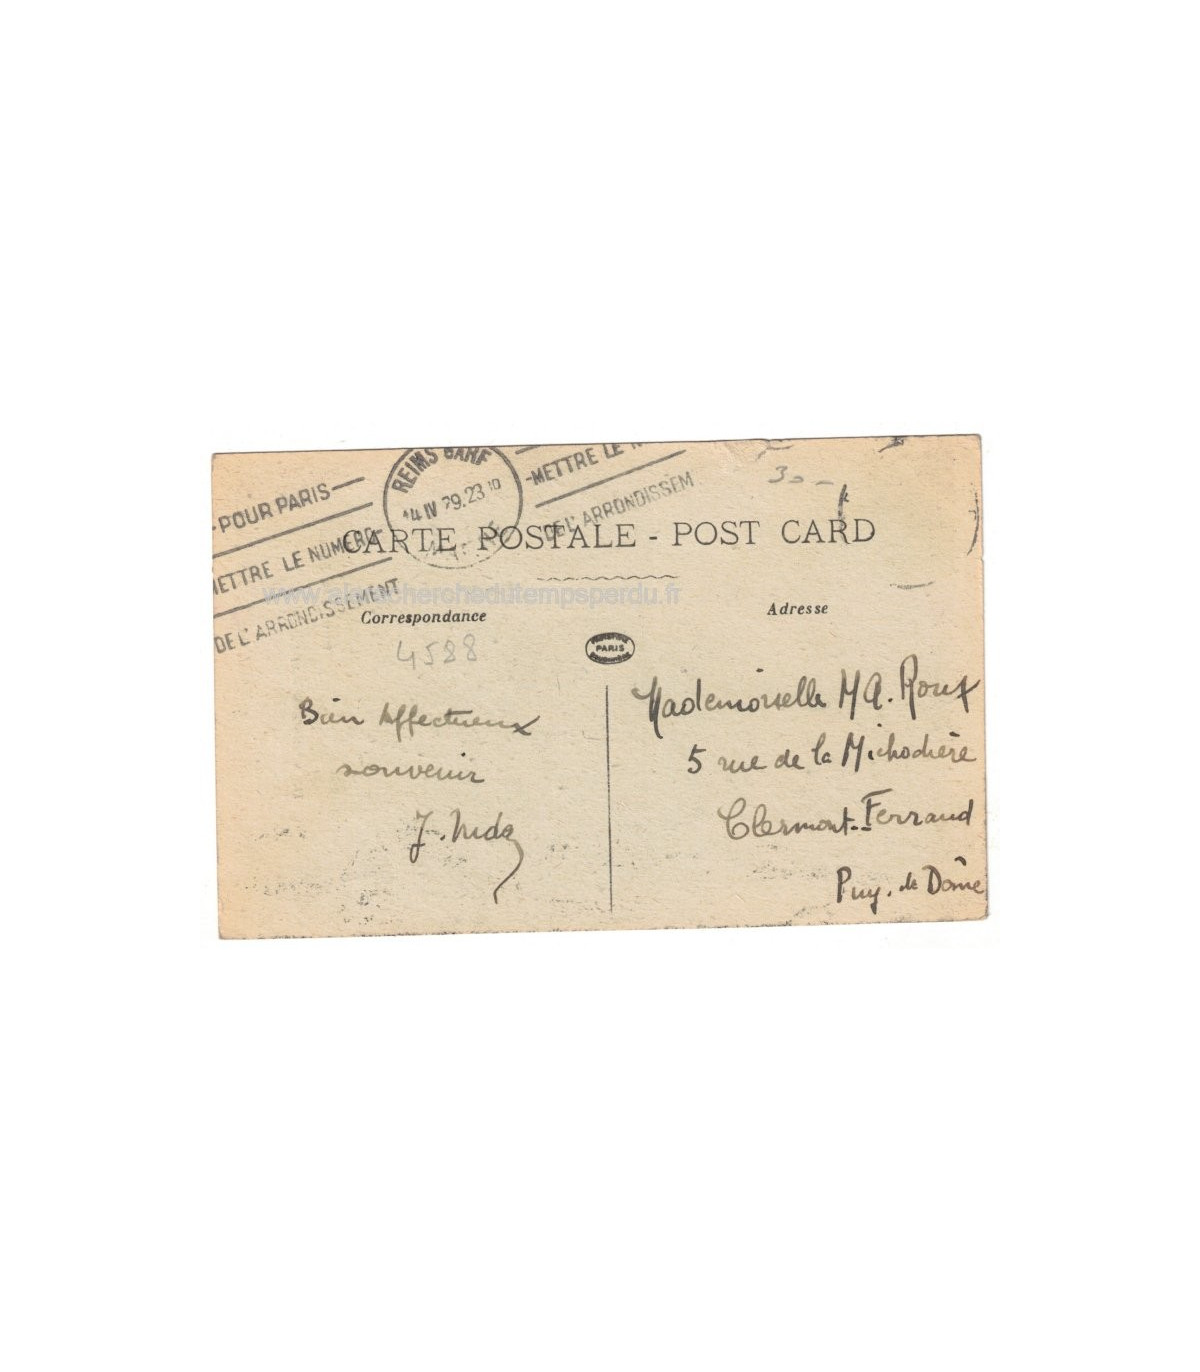 REIMS GARE
14 IV 29.23 10
-POUR PARIS-
METTRE LE NUMERO
DE L'ARRONDISSEMENT
-METTRE LE N
DE L'ARRONDISSEM
30-
CARTE POSTALE - POST CARD
www.alarecherchedutempsperdu.fr
Correspondance
Adresse
4588
PARIS
Bien Affectueux
souvenir
J.
Mademoiselle M A. Roux
5 rue de la Michodière
Clermont-Ferrand
Puy. de Dôme